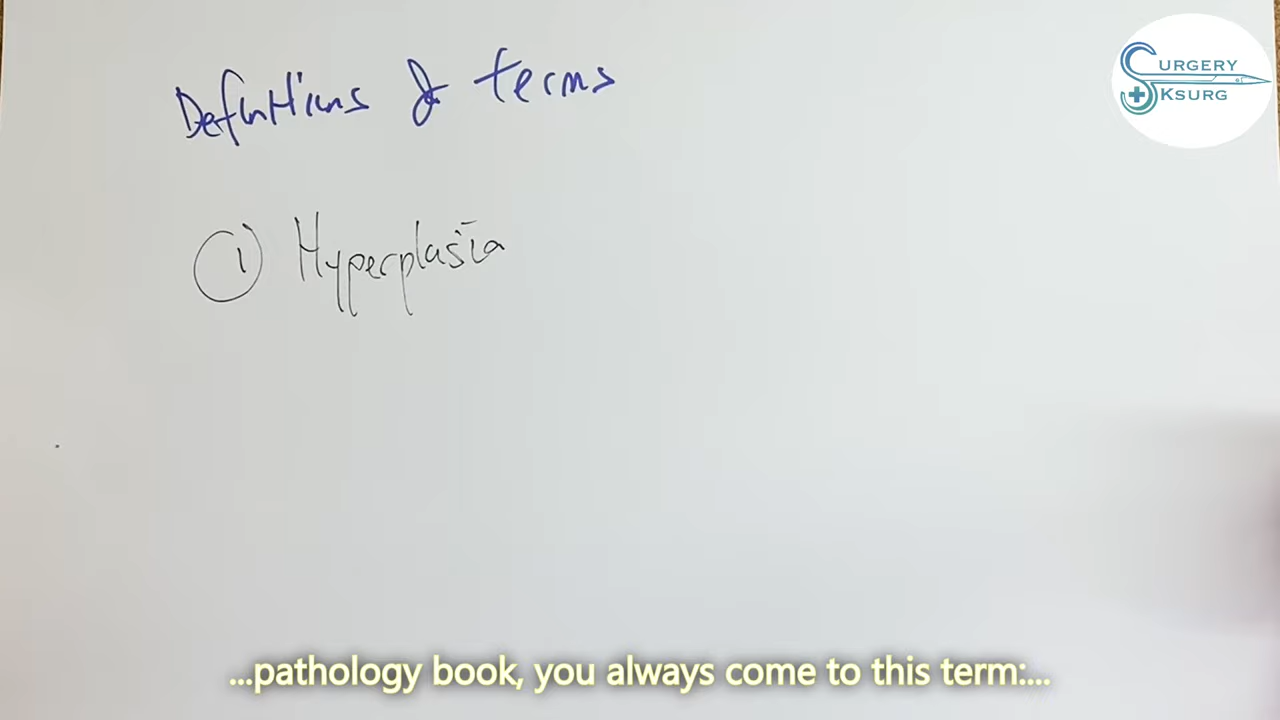 Definitions & terms
SURGERY
KSURG
① Hyperplasia
...pathology book, you always come to this term:...